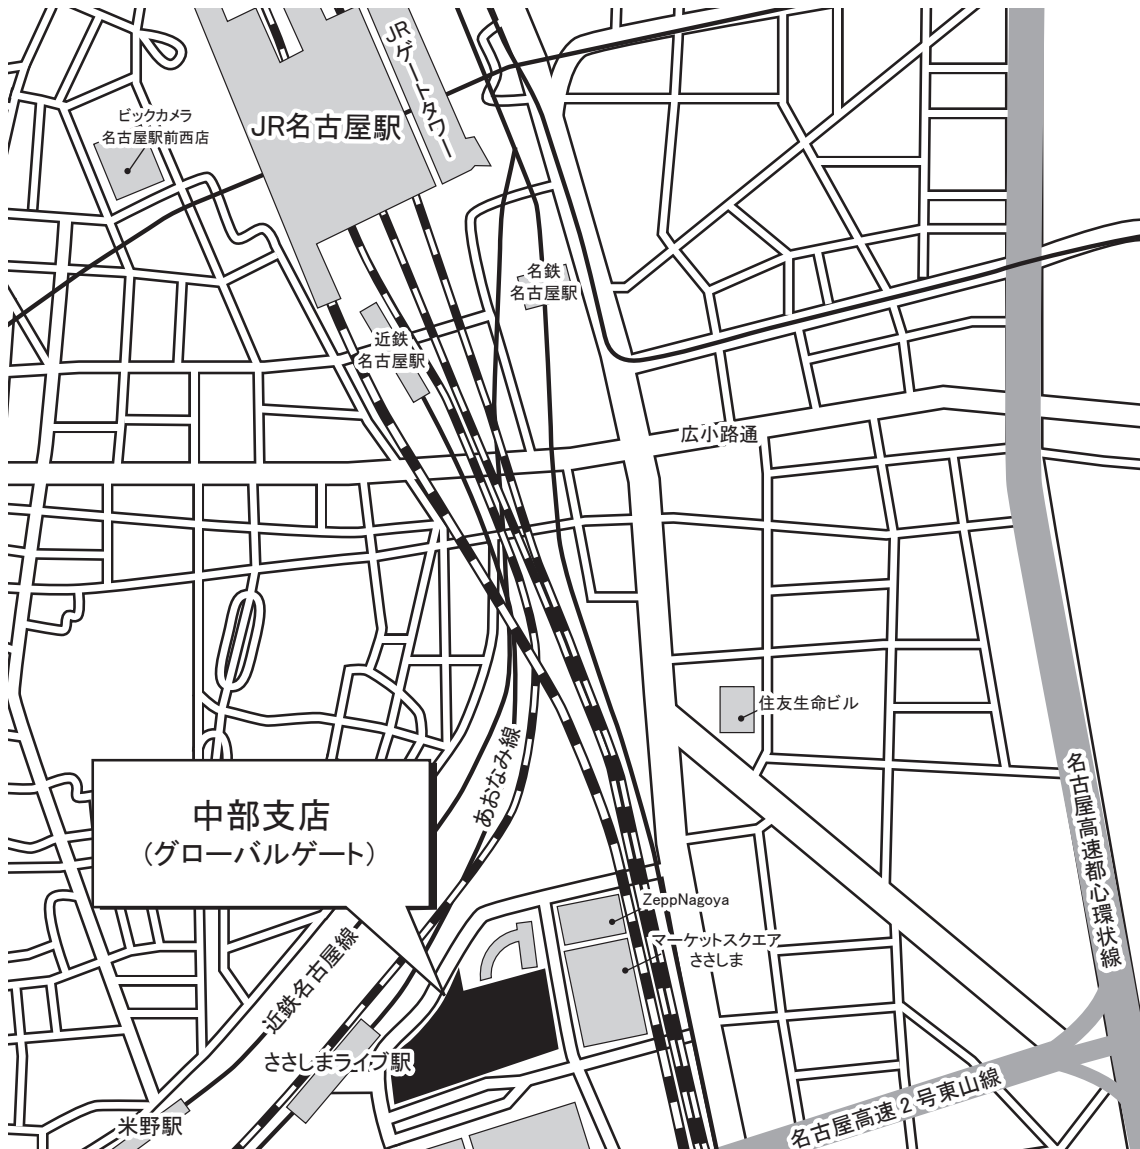 JRゲートタワー
ビックカメラ
名古屋駅前西店
JR名古屋駅
名鉄
名古屋駅
近鉄
名古屋駅
広小路通
住友生命ビル
あおなみ線
名古屋高速都心環状線
中部支店
(グローバルゲート)
ZeppNagoya
マーケットスクエア
ささしま
近鉄名古屋線
ささしまライブ駅
米野駅
名古屋高速2号東山線